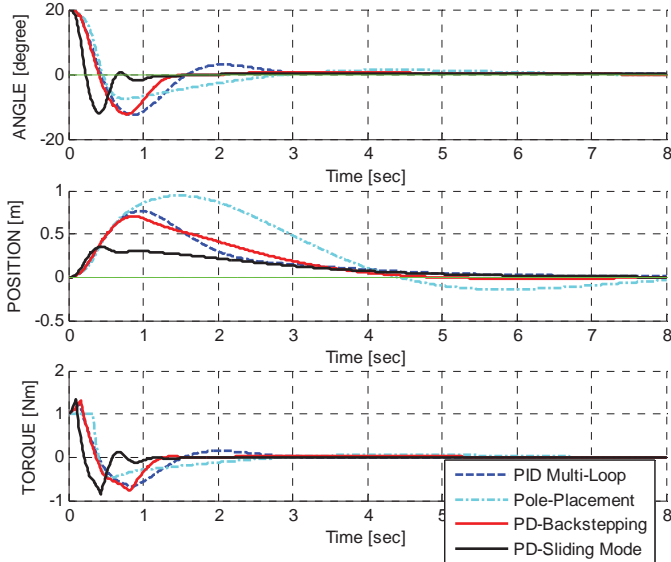 20
0
-20
ANGLE [degree]
0 1 2 3 4 5 6 7 8
Time [sec]
1
0.5
0
-0.5
POSITION [m]
0 1 2 3 4 5 6 7 8
Time [sec]
2
1
0
-1
TORQUE [Nm]
0 1 2 3 4 5 6 7 8
Time [sec]
PID Multi-Loop
Pole-Placement
PD-Backstepping
PD-Sliding Mode